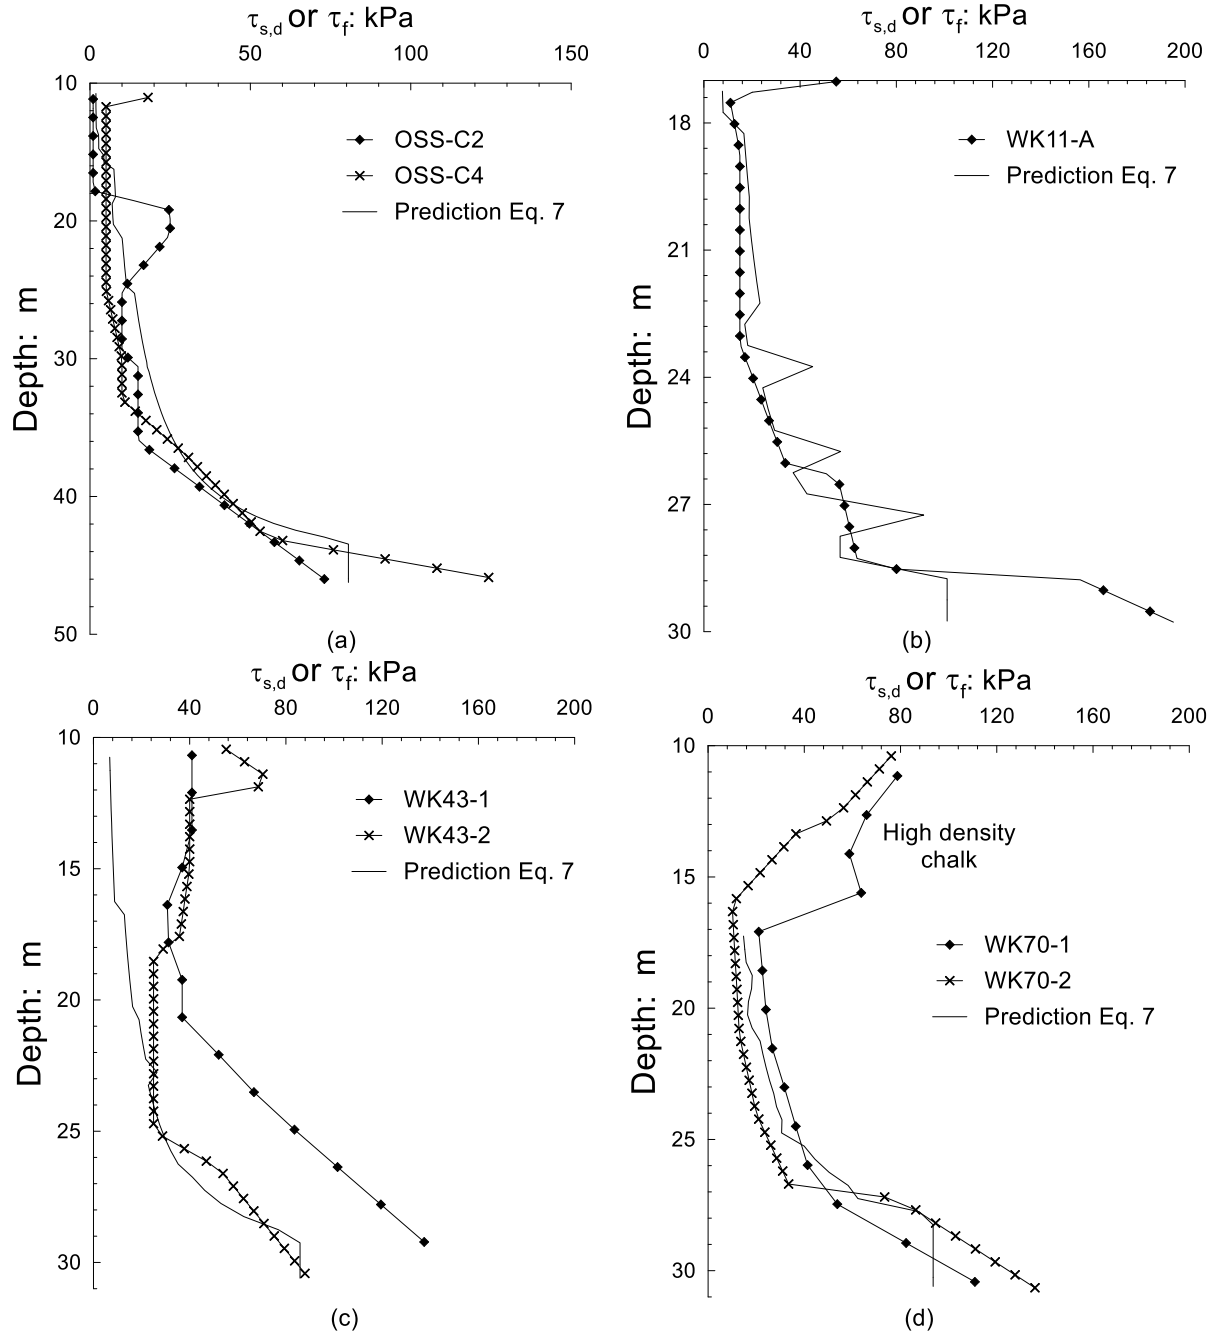 τs,d or τf: kPa
0 50 100 150
10
20
30
40
50
Depth: m
OSS-C2
OSS-C4
Prediction Eq. 7
(a)
τs,d or τf: kPa
0 40 80 120 160 200
18
21
24
27
30
Depth: m
WK11-A
Prediction Eq. 7
(b)
τs,d or τf: kPa
0 40 80 120 160 200
10
15
20
25
30
Depth: m
WK43-1
WK43-2
Prediction Eq. 7
(c)
τs,d or τf: kPa
0 40 80 120 160 200
10
15
20
25
30
Depth: m
High density
chalk
WK70-1
WK70-2
Prediction Eq. 7
(d)